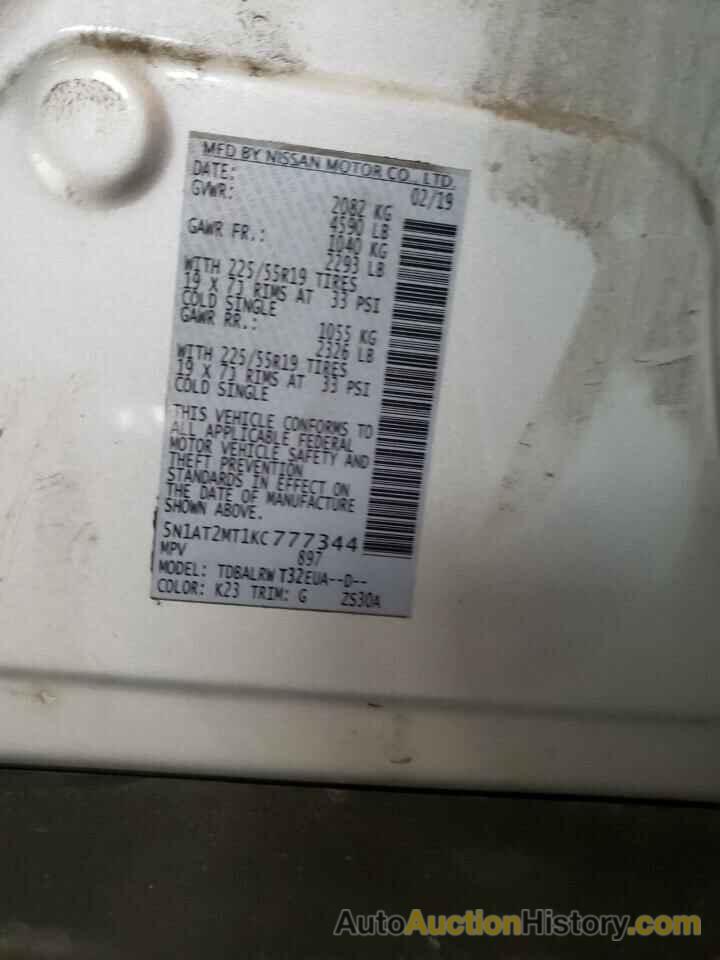 MFD BY NISSAN MOTOR CO., LTD.
DATE: 02/19
GVWR: 2082 KG
4590 LB
GAWR FR.: 1040 KG
2293 LB
WITH 225/55R19 TIRES
19 X 7J RIMS AT 33 PSI
COLD SINGLE
GAWR RR.: 1055 KG
2326 LB
WITH 225/55R19 TIRES
19 X 7J RIMS AT 33 PSI
COLD SINGLE
THIS VEHICLE CONFORMS TO
ALL APPLICABLE FEDERAL
MOTOR VEHICLE SAFETY AND
THEFT PREVENTION
STANDARDS IN EFFECT ON
THE DATE OF MANUFACTURE
SHOWN ABOVE.
5N1AT2MT1KC777344
MPV 897
MODEL: TDBALRW T32EUA--D--
COLOR: K23 TRIM: G ZS30A
AutoAuctionHistory.com